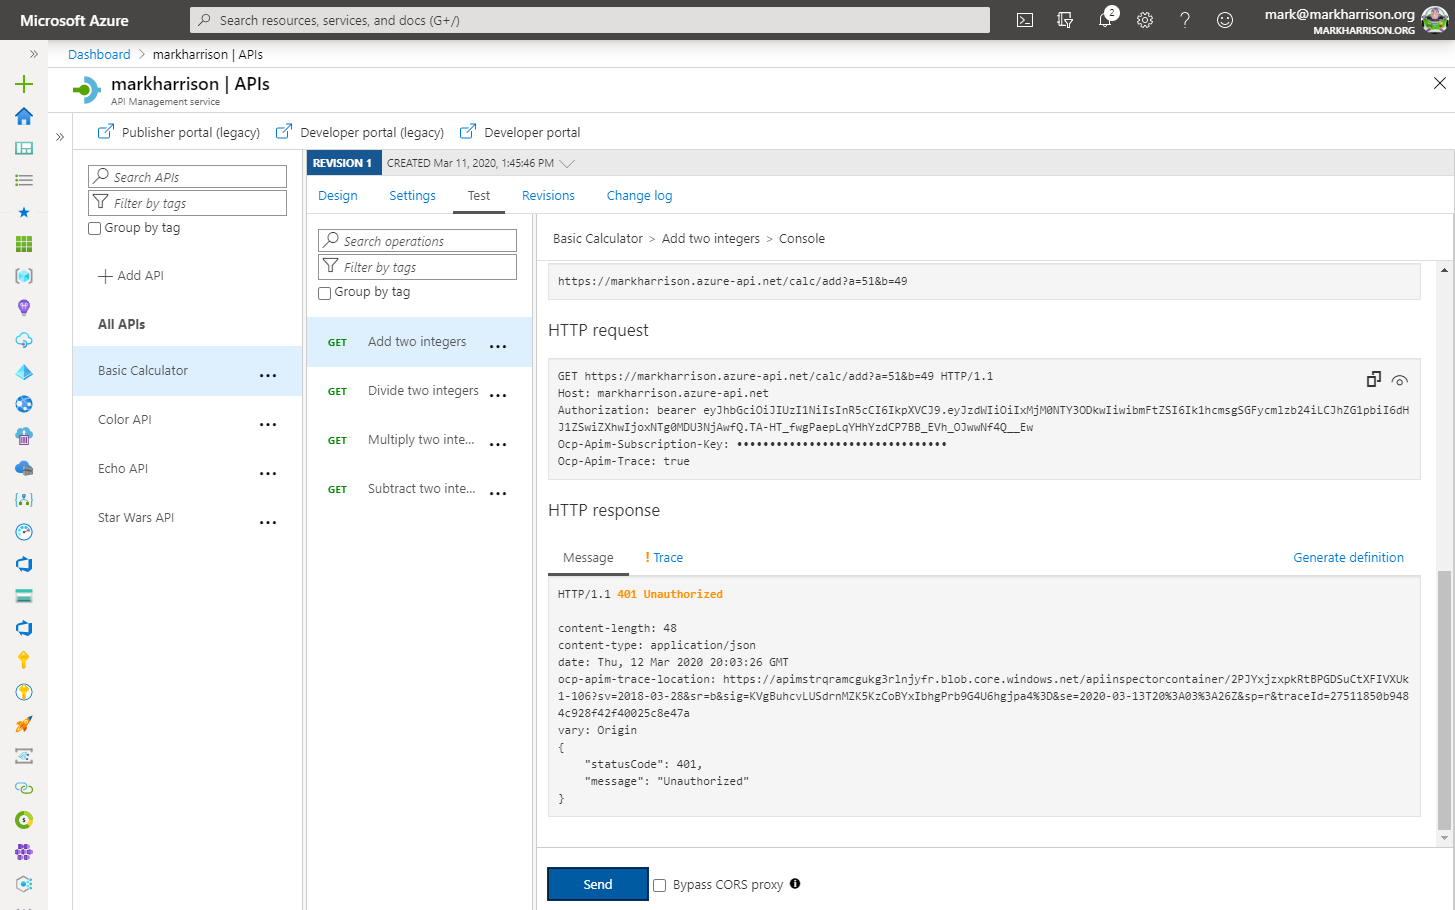 Microsoft Azure
Search resources, services, and docs (G+/)
2
mark@markharrison.org
MARKHARRISON.ORG
Dashboard > markharrison | APIs
markharrison | APIs
API Management service
Publisher portal (legacy)
Developer portal (legacy)
Developer portal
Search APIs
Filter by tags
Group by tag
Add API
All APIs
Basic Calculator
Color API
Echo API
Star Wars API
REVISION 1
CREATED Mar 11, 2020, 1:45:46 PM
Design
Settings
Test
Revisions
Change log
Search operations
Filter by tags
Group by tag
GET Add two integers
GET Divide two integers
GET Multiply two inte...
GET Subtract two inte...
Basic Calculator > Add two integers > Console
https://markharrison.azure-api.net/calc/add?a=51&b=49
HTTP request
GET https://markharrison.azure-api.net/calc/add?a=51&b=49 HTTP/1.1
Host: markharrison.azure-api.net
Authorization: bearer eyJhbGciOiJIUzI1NiIsInR5cCI6IkpXVCJ9.eyJzdWIiOiIxMjM0NTY3ODkwIiwibmFtZSI6Ik1hcmsgSGFycmlzb24iLCJhZG1pbiI6dH
J1ZSwiZXhwIjoxNTg0MDU3NjAwfQ.TA-HT_fwgPaepLqYHhYzdCP7BB_EVh_OJwwNf4Q__Ew
Ocp-Apim-Subscription-Key: ••••••••••••••••••••••••••••••••
Ocp-Apim-Trace: true
HTTP response
Message
! Trace
Generate definition
HTTP/1.1 401 Unauthorized
content-length: 48
content-type: application/json
date: Thu, 12 Mar 2020 20:03:26 GMT
ocp-apim-trace-location: https://apimstrqramcgukg3rlnjyfr.blob.core.windows.net/apiinspectorcontainer/2PJYxjzxpkRtBPGDSuCtXFIVXUk
1-106?sv=2018-03-28&sr=b&sig=KVgBuhcvLUSdrnMZK5KzCoBYxIbhgPrb9G4U6hgjpa4%3D&se=2020-03-13T20%3A03%3A26Z&sp=r&traceId=27511850b948
4c928f42f40025c8e47a
vary: Origin
{
    "statusCode": 401,
    "message": "Unauthorized"
}
Send
Bypass CORS proxy